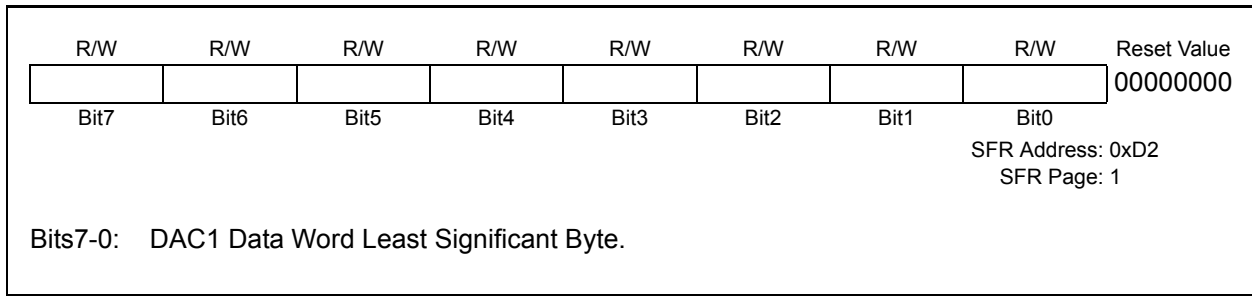 R/W R/W R/W R/W R/W R/W R/W R/W Reset Value
00000000
Bit7 Bit6 Bit5 Bit4 Bit3 Bit2 Bit1 Bit0
SFR Address: 0xD2
SFR Page: 1
Bits7-0: DAC1 Data Word Least Significant Byte.